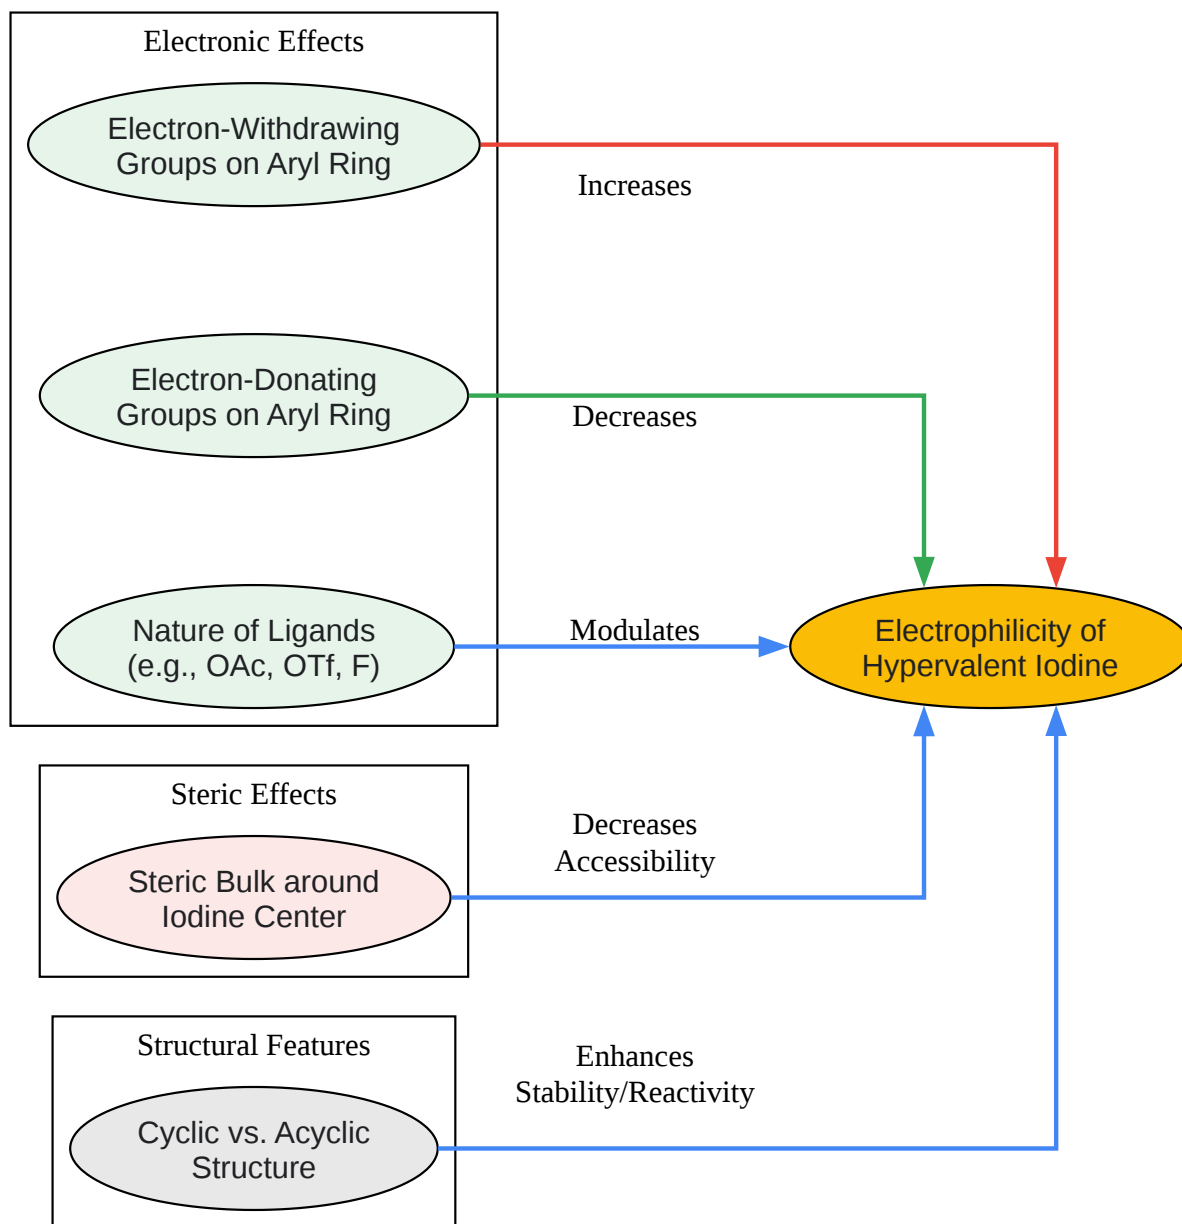 Electronic Effects
Electron-Withdrawing
Groups on Aryl Ring
Increases
Electron-Donating
Groups on Aryl Ring
Decreases
Nature of Ligands
(e.g., OAc, OTf, F)
Modulates
Electrophilicity of
Hypervalent Iodine
Steric Effects
Steric Bulk around
Iodine Center
Decreases
Accessibility
Structural Features
Cyclic vs. Acyclic
Structure
Enhances
Stability/Reactivity